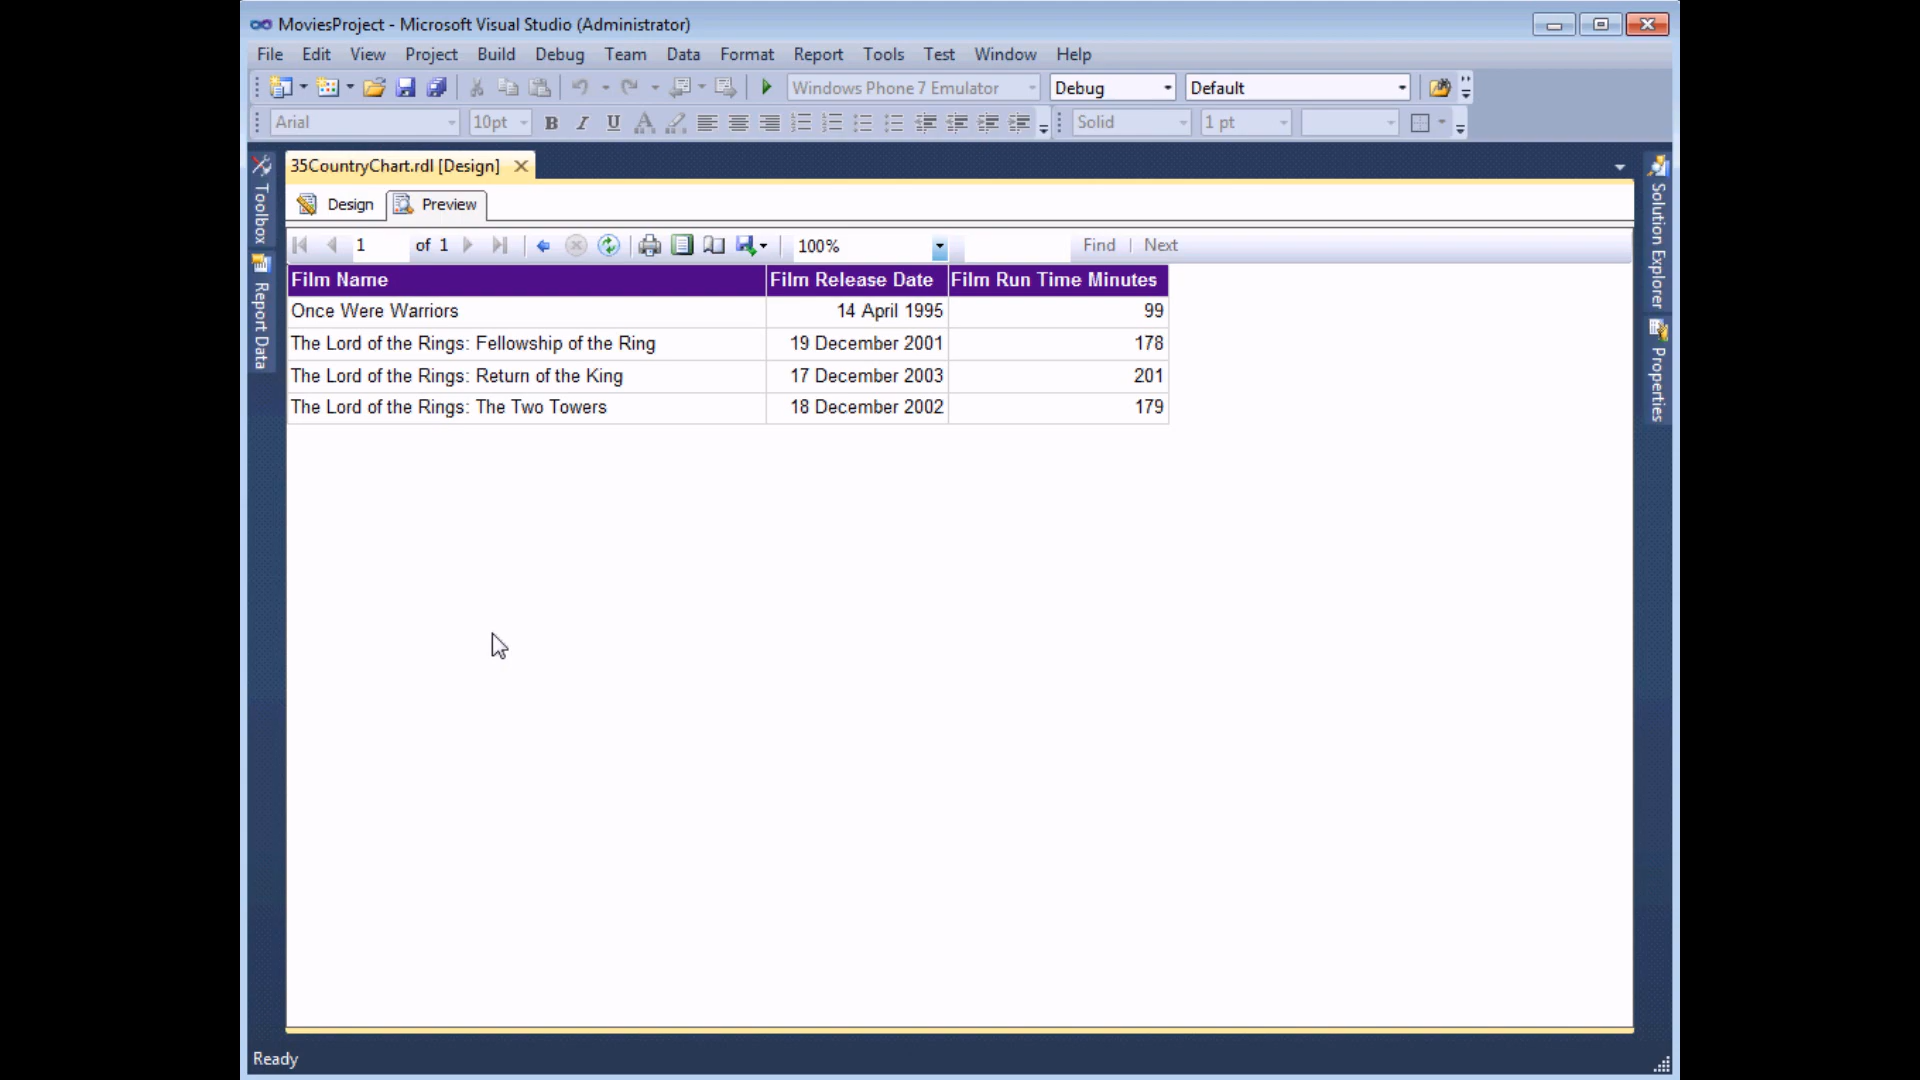 MoviesProject - Microsoft Visual Studio (Administrator)
File Edit View Project Build Debug Team Data Format Report Tools Test Window Help
Windows Phone 7 Emulator Debug Default
Arial 10pt B I U A Solid 1 pt
35CountryChart.rdl [Design]
Toolbox
Report Data
Solution Explorer
Properties
Design Preview
1 of 1 100% Find | Next
Film Name Film Release Date Film Run Time Minutes
Once Were Warriors 14 April 1995 99
The Lord of the Rings: Fellowship of the Ring 19 December 2001 178
The Lord of the Rings: Return of the King 17 December 2003 201
The Lord of the Rings: The Two Towers 18 December 2002 179
Ready